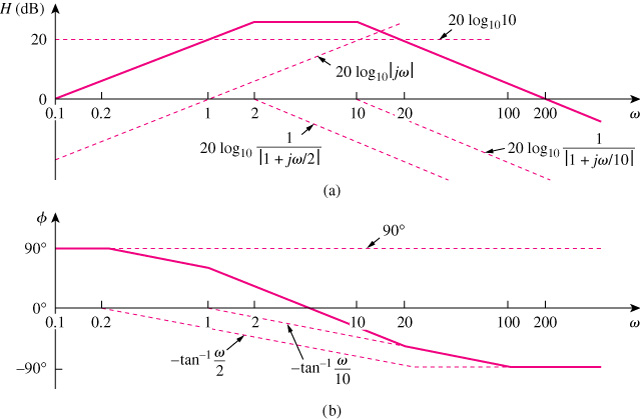 H (dB)
20
0
0.1 0.2 1 2 10 20 100 200 ω
20 log₁₀10
20 log₁₀|jω|
20 log₁₀ 1/|1 + jω/2|
20 log₁₀ 1/|1 + jω/10|
(a)
ϕ
90°
90°
0°
0.1 0.2 1 2 10 20 100 200 ω
–tan⁻¹ ω/2
–tan⁻¹ ω/10
–90°
(b)